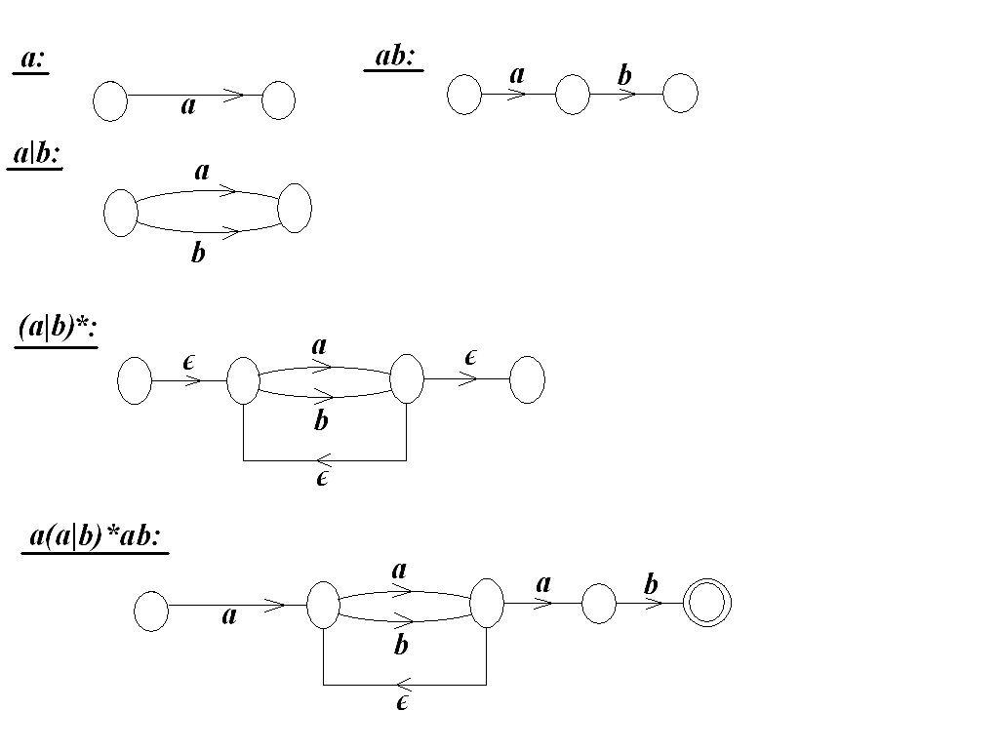 a:
a
ab:
a b
a|b:
a
b
(a|b)*:
ϵ a ϵ
b
ϵ
a(a|b)*ab:
a a a b
b
ϵ